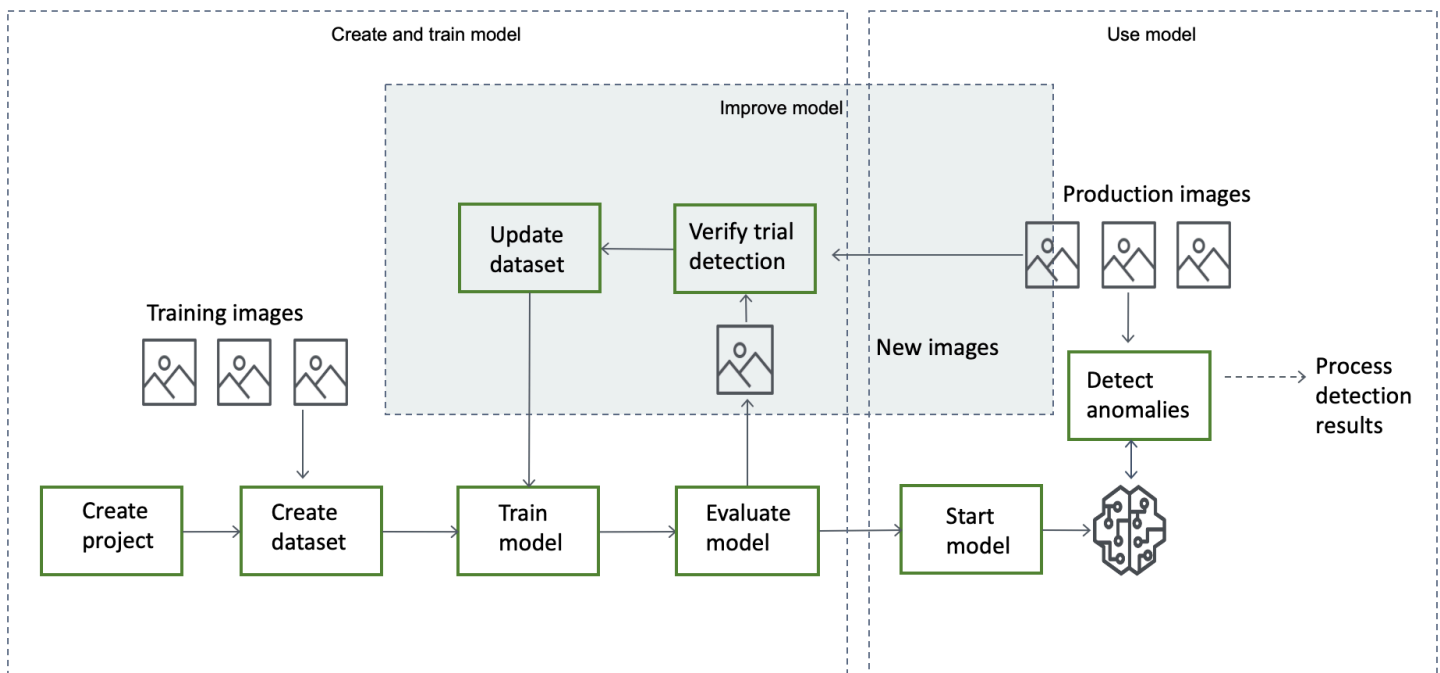 Create and train model
Use model
Improve model
Production images
Update
dataset
Verify trial
detection
Training images
New images
Detect
anomalies
Process
detection
results
Create
project
Create
dataset
Train
model
Evaluate
model
Start
model